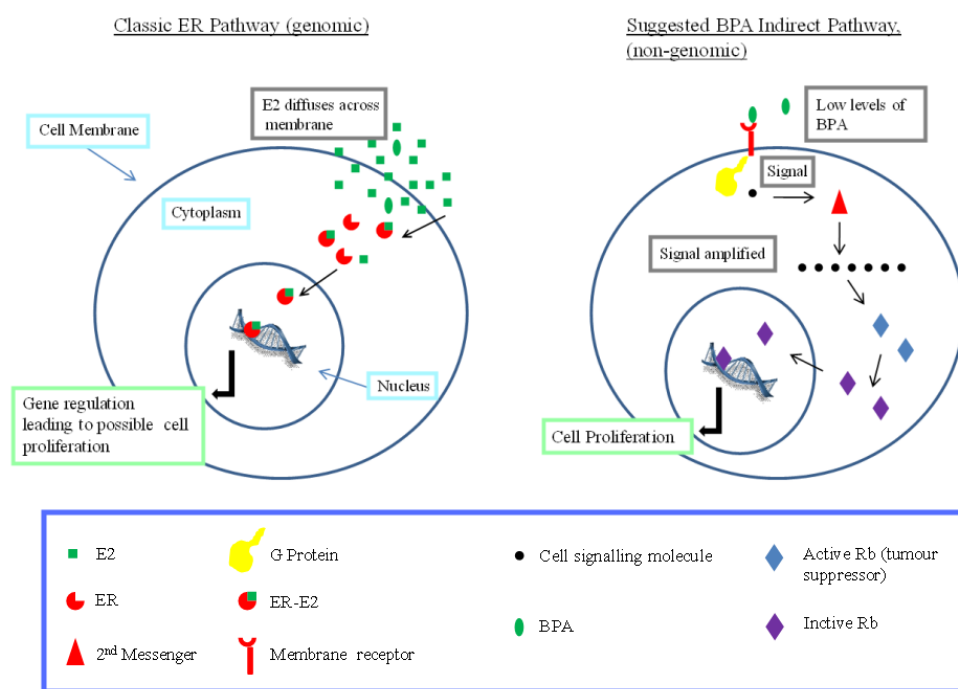 Classic ER Pathway (genomic)
Suggested BPA Indirect Pathway,
(non-genomic)
E2 diffuses across
membrane
Cell Membrane
Cytoplasm
Nucleus
Gene regulation
leading to possible cell
proliferation
Low levels of
BPA
Signal
Signal amplified
Cell Proliferation
E2
G Protein
Cell signalling molecule
Active Rb (tumour
suppressor)
ER
ER-E2
BPA
Inctive Rb
2nd Messenger
Membrane receptor